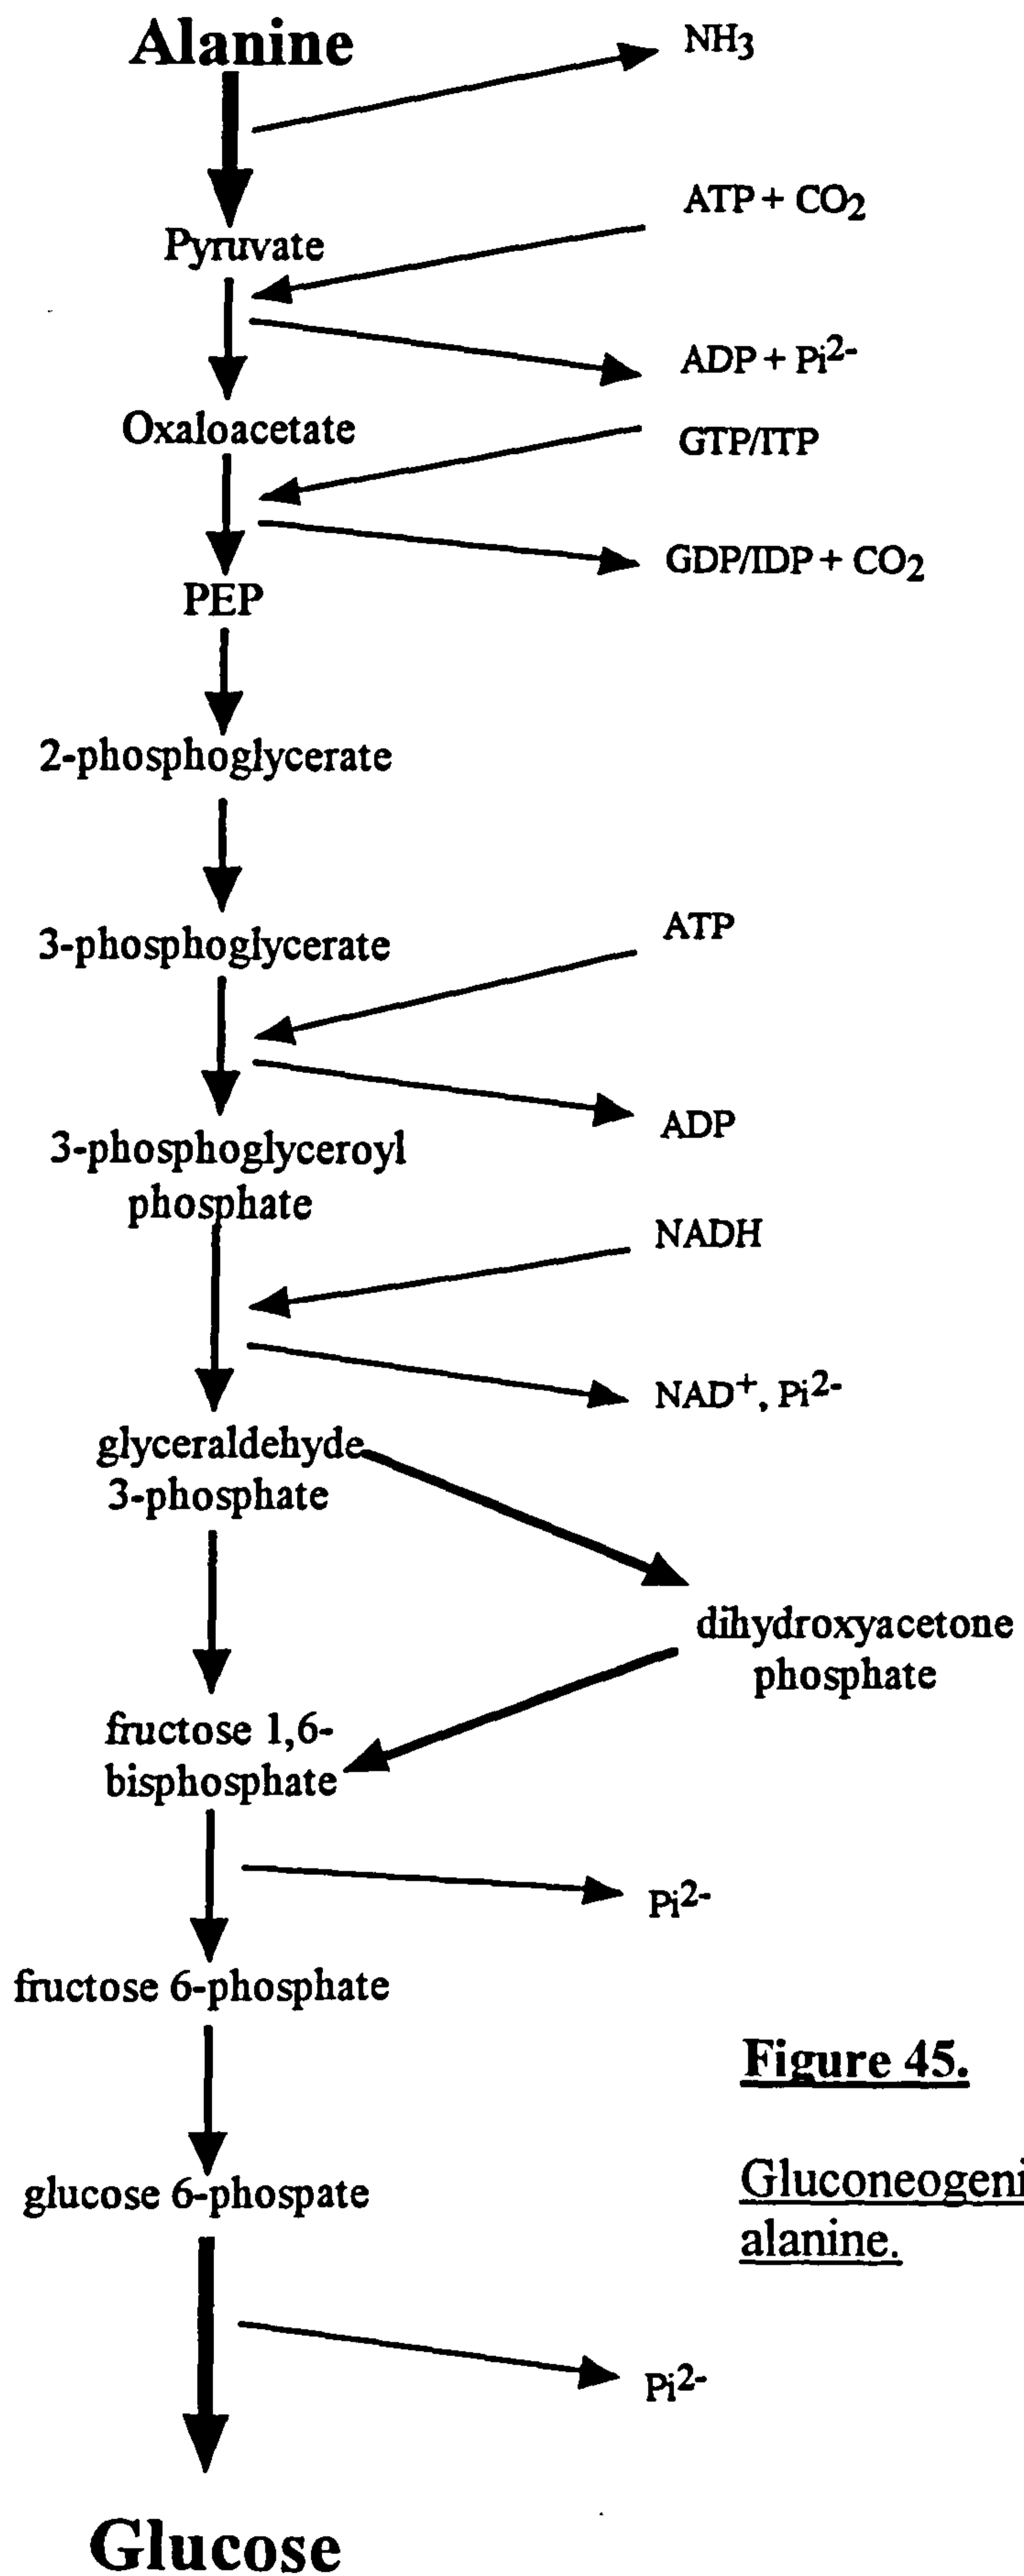 Alanine
NH3
ATP + CO2
Pyruvate
ADP + Pi2-
Oxaloacetate
GTP/ITP
GDP/IDP + CO2
PEP
2-phosphoglycerate
ATP
3-phosphoglycerate
ADP
3-phosphoglyceroyl
phosphate
NADH
NAD+, Pi2-
glyceraldehyde
3-phosphate
dihydroxyacetone
phosphate
fructose 1,6-
bisphosphate
Pi2-
fructose 6-phosphate
Figure 45.
glucose 6-phospate
Gluconeogeni
alanine.
Pi2-
Glucose